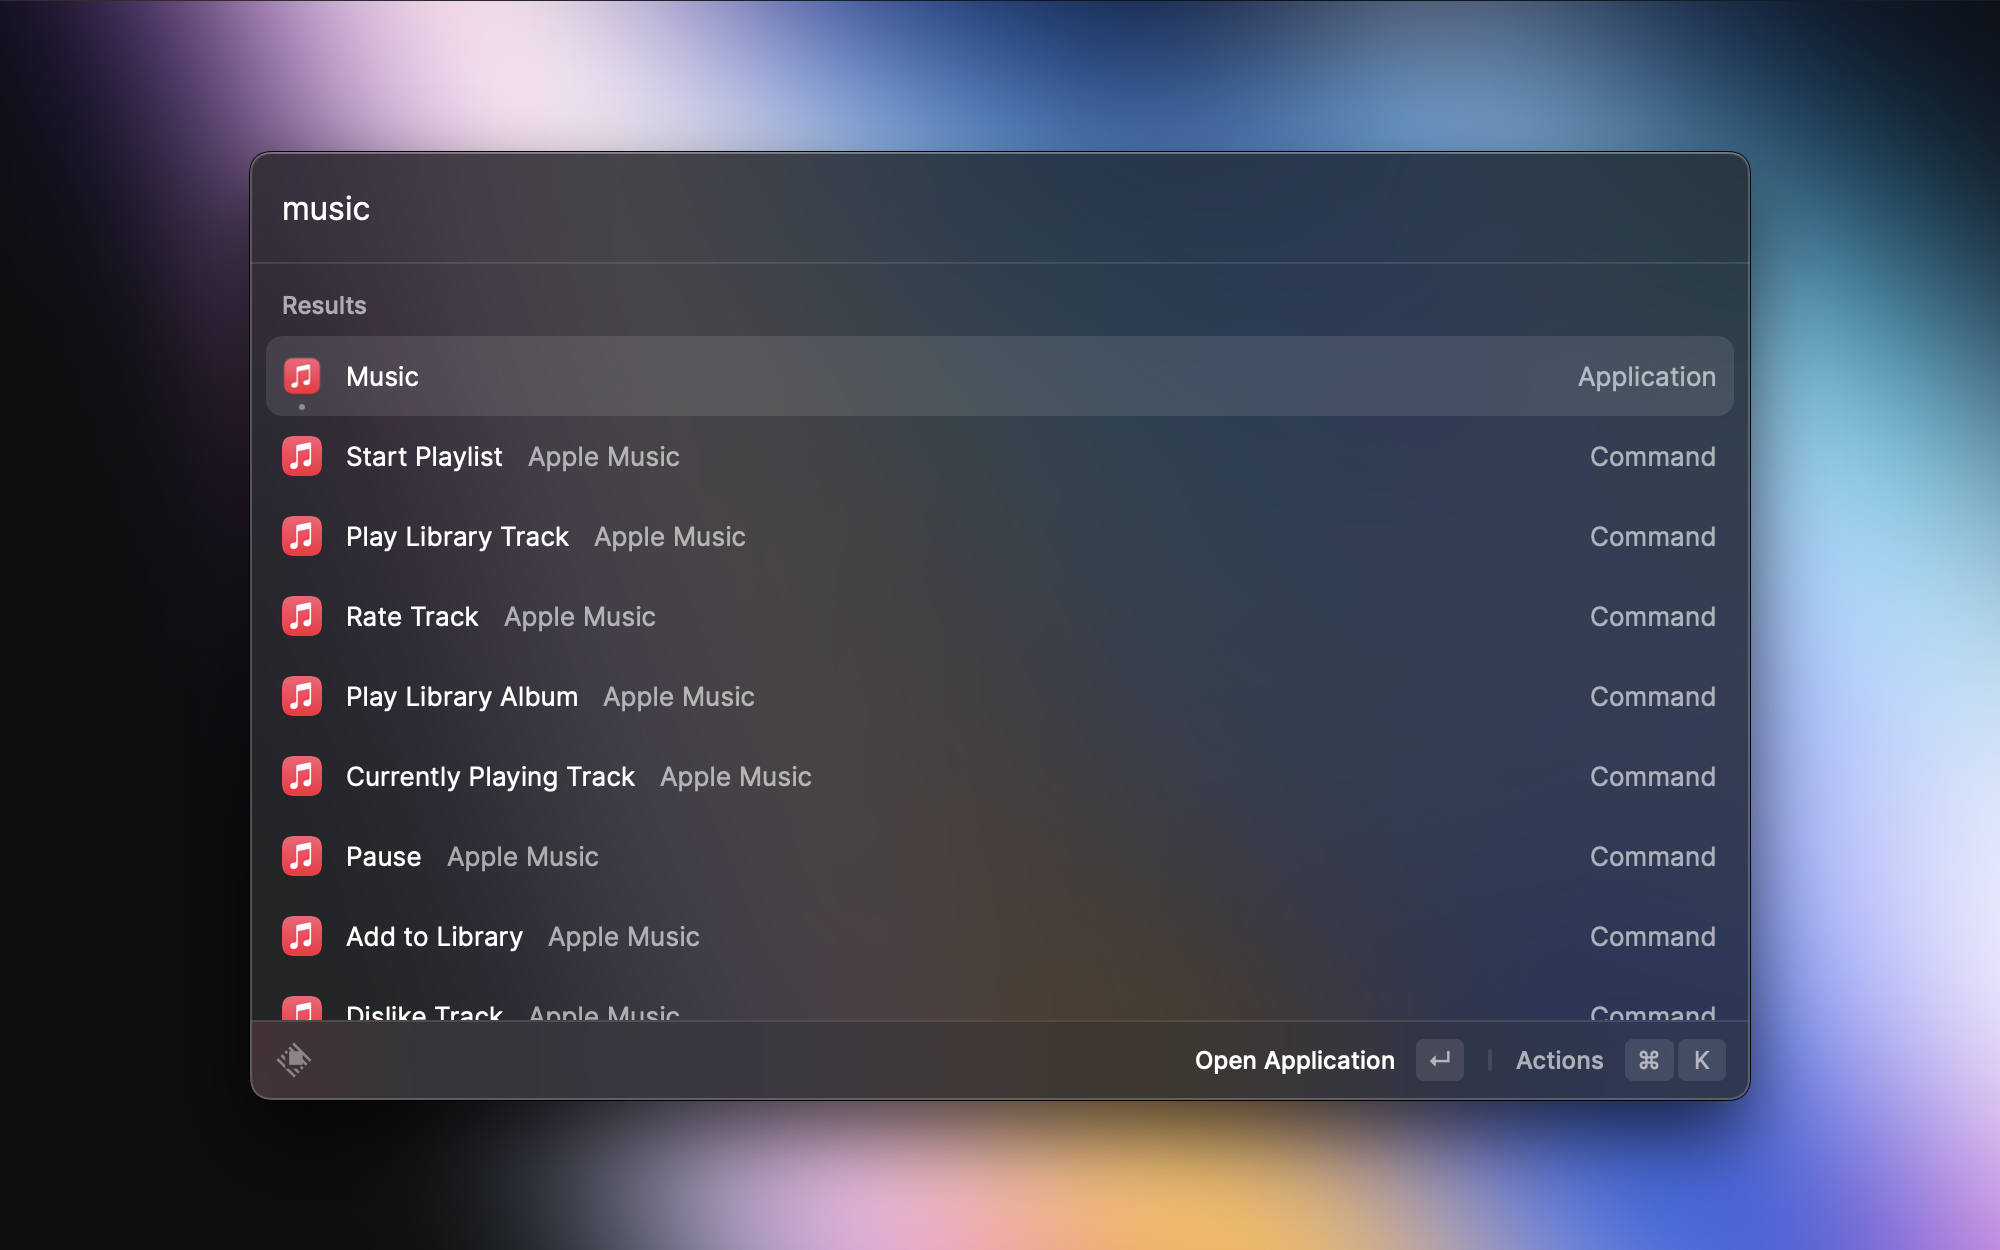 music
Results
Music Application
Start Playlist Apple Music Command
Play Library Track Apple Music Command
Rate Track Apple Music Command
Play Library Album Apple Music Command
Currently Playing Track Apple Music Command
Pause Apple Music Command
Add to Library Apple Music Command
Dislike Track Apple Music Command
Open Application ↵ | Actions ⌘ K